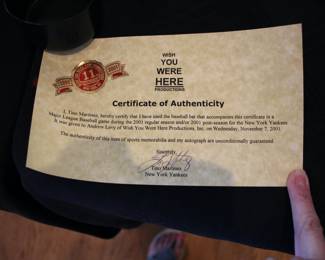 WISH
YOU
WERE
HERE
PRODUCTIONS
Certificate of Authenticity
I, Tino Martinez, hereby certify that I have used the baseball bat that accompanies this certificate in a
Major League Baseball game during the 2001 regular season and/or 2001 post-season for the New York Yankees
It was given to Andrew Levy of Wish You Were Here Productions, Inc. on Wednesday, November 7, 2001
The authenticity of this item of sports memorabilia and my autograph are unconditionally guaranteed
Sincerely,
Tino Martinez
New York Yankees